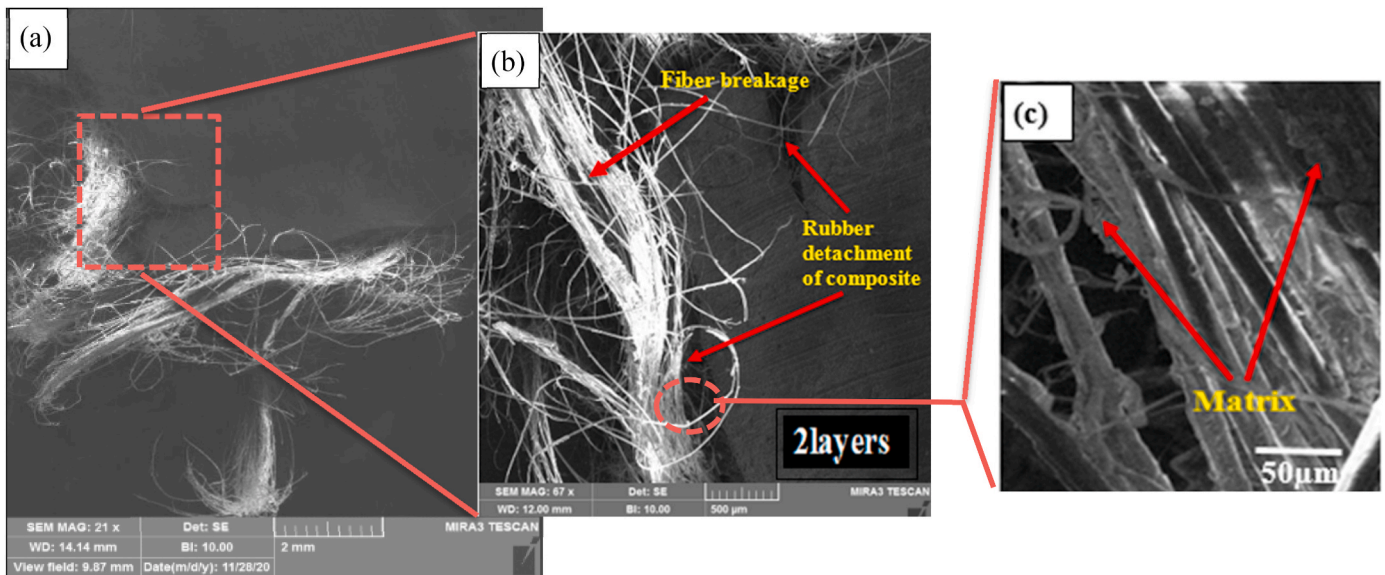 (a)
SEM MAG: 21 x
Det: SE
MIRA3 TESCAN
WD: 14.14 mm
BI: 10.00
2 mm
View field: 9.87 mm
Date(m/d/y): 11/28/20
(b)
Fiber breakage
Rubber
detachment
of composite
2layers
SEM MAG: 67 x
Det: SE
MIRA3 TESCAN
WD: 12.00 mm
BI: 10.00
500 µm
(c)
Matrix
50µm